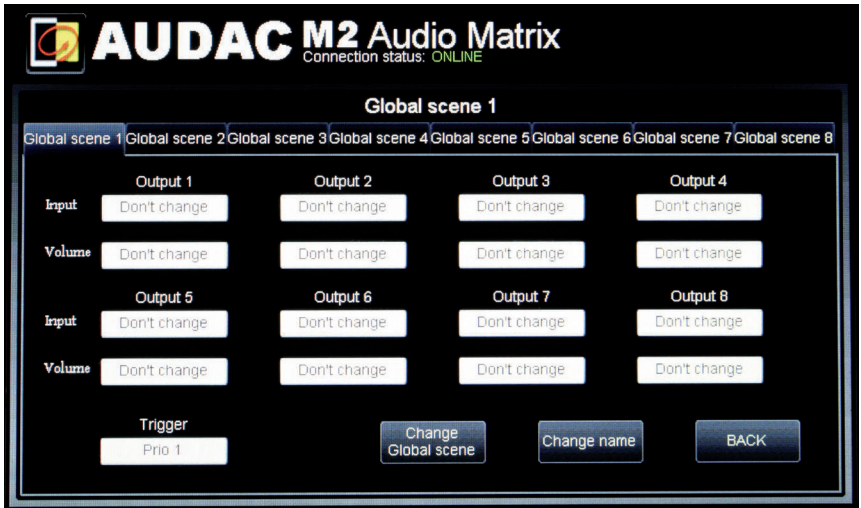 AUDAC M2 Audio Matrix
Connection status: ONLINE
Global scene 1
Global scene 1 Global scene 2 Global scene 3 Global scene 4 Global scene 5 Global scene 6 Global scene 7 Global scene 8
Output 1 Output 2 Output 3 Output 4
Input Don't change Don't change Don't change Don't change
Volume Don't change Don't change Don't change Don't change
Output 5 Output 6 Output 7 Output 8
Input Don't change Don't change Don't change Don't change
Volume Don't change Don't change Don't change Don't change
Trigger
Prio 1
Change
Global scene
Change name
BACK